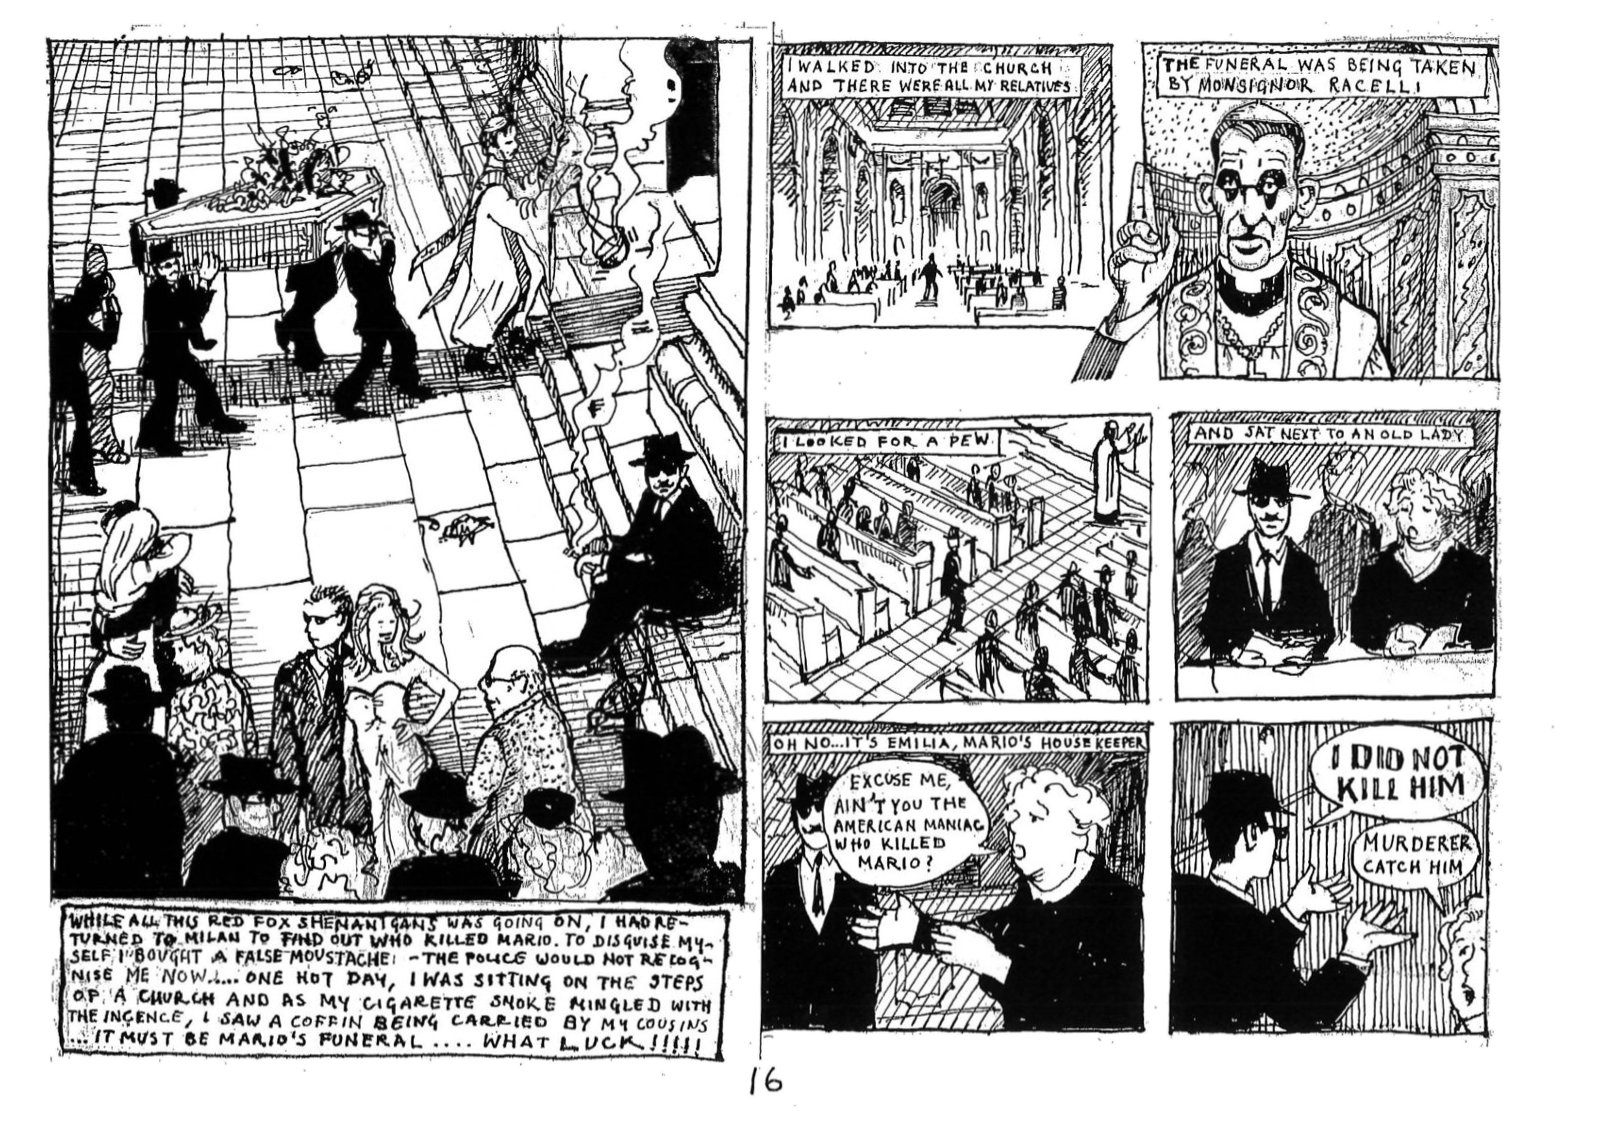 WHILE ALL THIS RED FOX SHENANIGANS WAS GOING ON, I HAD RE-
TURNED TO MILAN TO FIND OUT WHO KILLED MARIO. TO DISGUISE MY-
SELF I BOUGHT A FALSE MOUSTACHE! - THE POLICE WOULD NOT RECOG-
NISE ME NOW.... ONE HOT DAY, I WAS SITTING ON THE STEPS
OF A CHURCH AND AS MY CIGARETTE SMOKE MINGLED WITH
THE INCENCE, I SAW A COFFIN BEING CARRIED BY MY COUSINS
...IT MUST BE MARIO'S FUNERAL .... WHAT LUCK!!!!!
I WALKED INTO THE CHURCH
AND THERE WERE ALL MY RELATIVES
THE FUNERAL WAS BEING TAKEN
BY MONSIGNOR RACELLI
I LOOKED FOR A PEW.
AND SAT NEXT TO AN OLD LADY.
OH NO...IT'S EMILIA, MARIO'S HOUSEKEEPER
EXCUSE ME,
AIN'T YOU THE
AMERICAN MANIAC
WHO KILLED
MARIO?
I DID NOT
KILL HIM
MURDERER
CATCH HIM
16